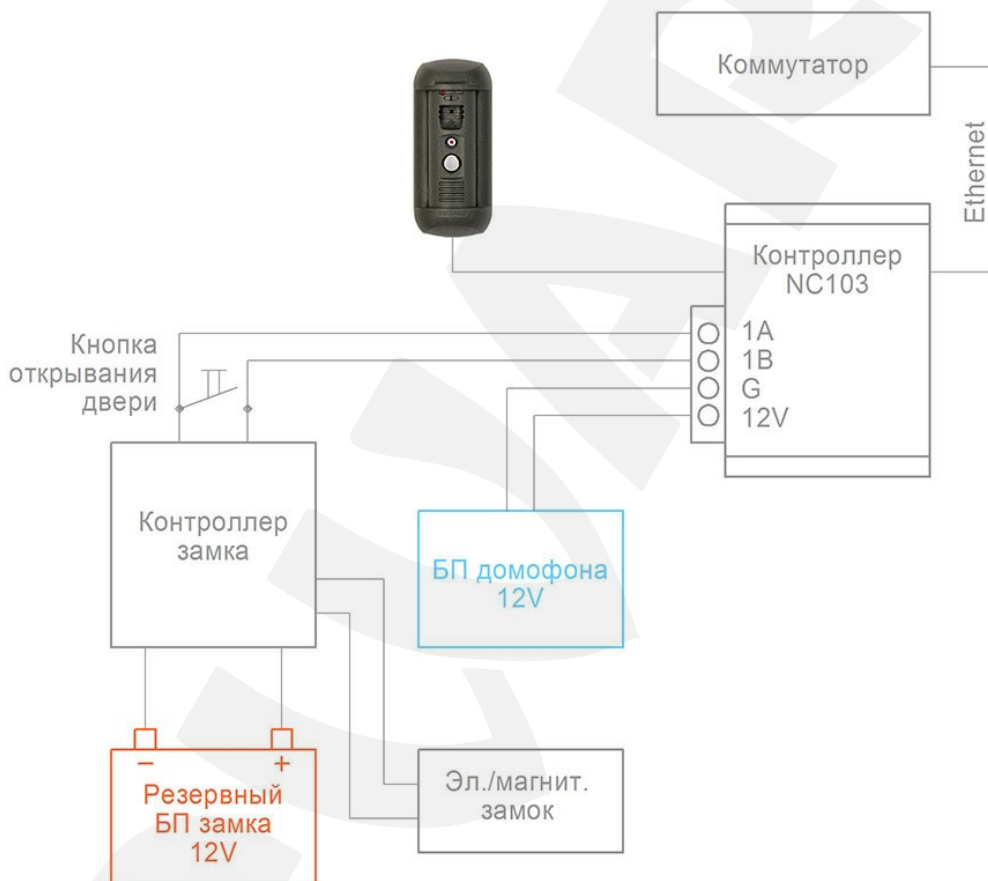 Коммутатор
Ethernet
Контроллер
NC103
1A
1B
G
12V
Кнопка
открывания
двери
Контроллер
замка
БП домофона
12V
− +
Резервный
БП замка
12V
Эл./магнит.
замок